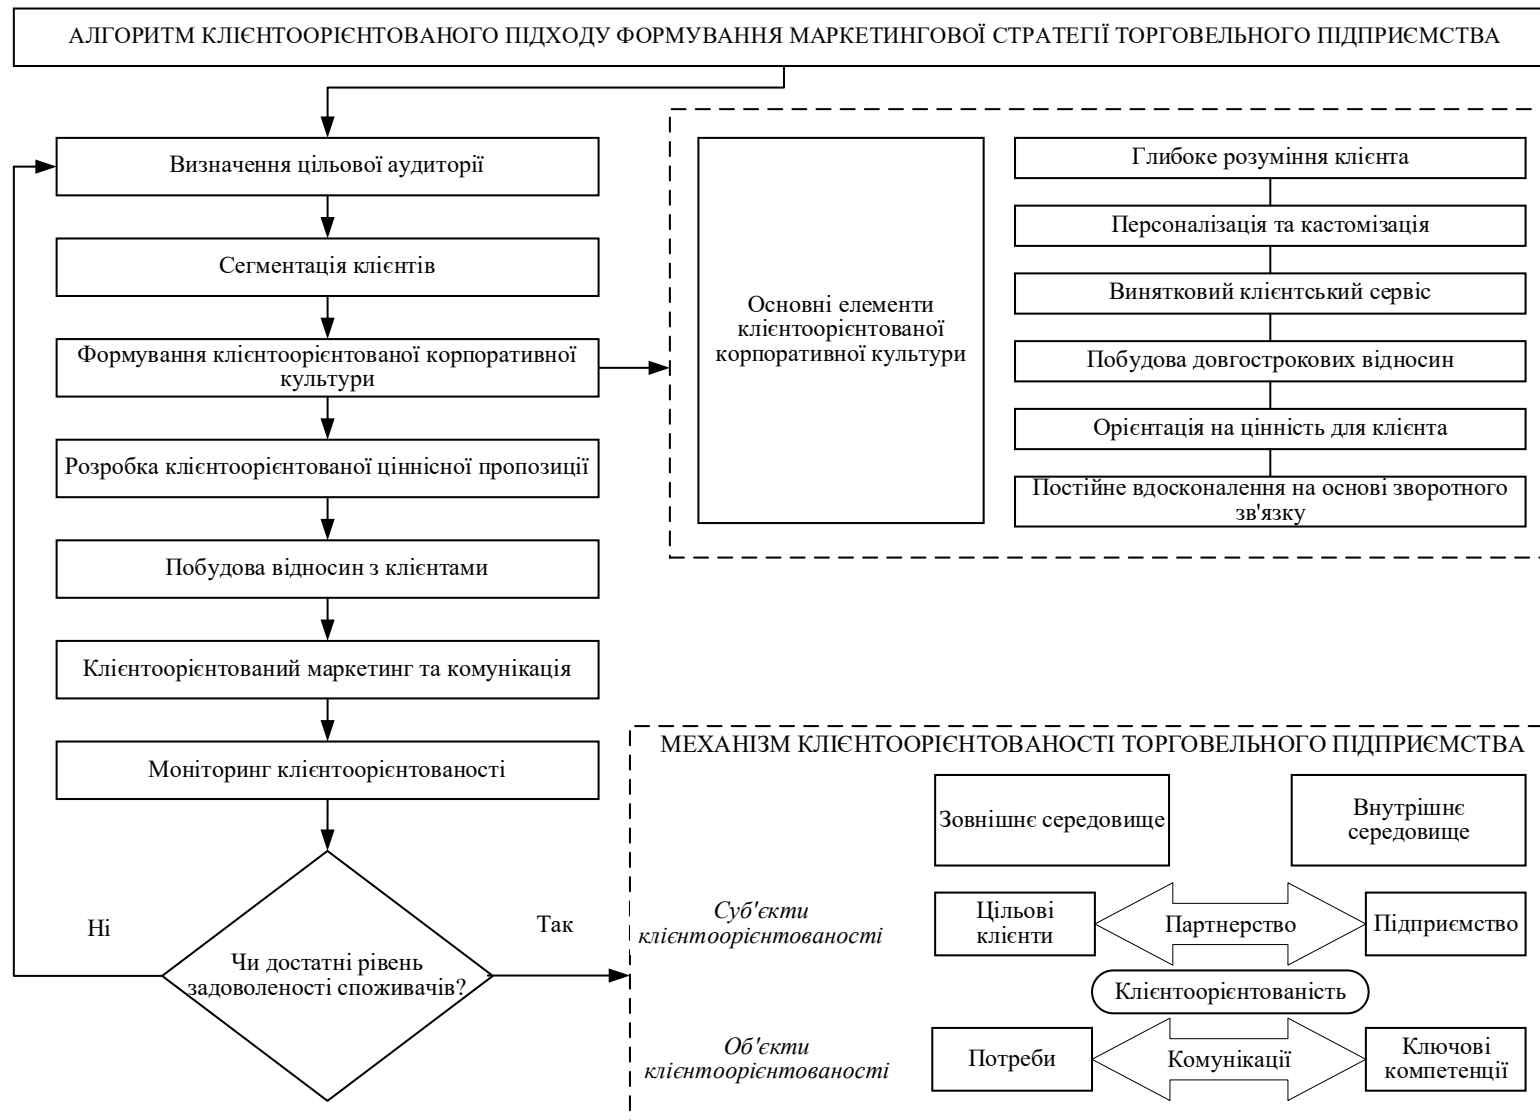 АЛГОРИТМ КЛІЄНТООРІЄНТОВАНОГО ПІДХОДУ ФОРМУВАННЯ МАРКЕТИНГОВОЇ СТРАТЕГІЇ ТОРГОВЕЛЬНОГО ПІДПРИЄМСТВА
Визначення цільової аудиторії
Сегментація клієнтів
Формування клієнтоорієнтованої корпоративної
культури
Розробка клієнтоорієнтованої ціннісної пропозиції
Побудова відносин з клієнтами
Клієнтоорієнтований маркетинг та комунікація
Моніторинг клієнтоорієнтованості
Чи достатні рівень
задоволеності споживачів?
Ні
Так
Основні елементи
клієнтоорієнтованої
корпоративної культури
Глибоке розуміння клієнта
Персоналізація та кастомізація
Винятковий клієнтський сервіс
Побудова довгострокових відносин
Орієнтація на цінність для клієнта
Постійне вдосконалення на основі зворотного
зв'язку
МЕХАНІЗМ КЛІЄНТООРІЄНТОВАНОСТІ ТОРГОВЕЛЬНОГО ПІДПРИЄМСТВА
Зовнішнє середовище
Внутрішнє
середовище
Суб'єкти
клієнтоорієнтованості
Цільові
клієнти
Партнерство
Підприємство
Клієнтоорієнтованість
Об'єкти
клієнтоорієнтованості
Потреби
Комунікації
Ключові
компетенції